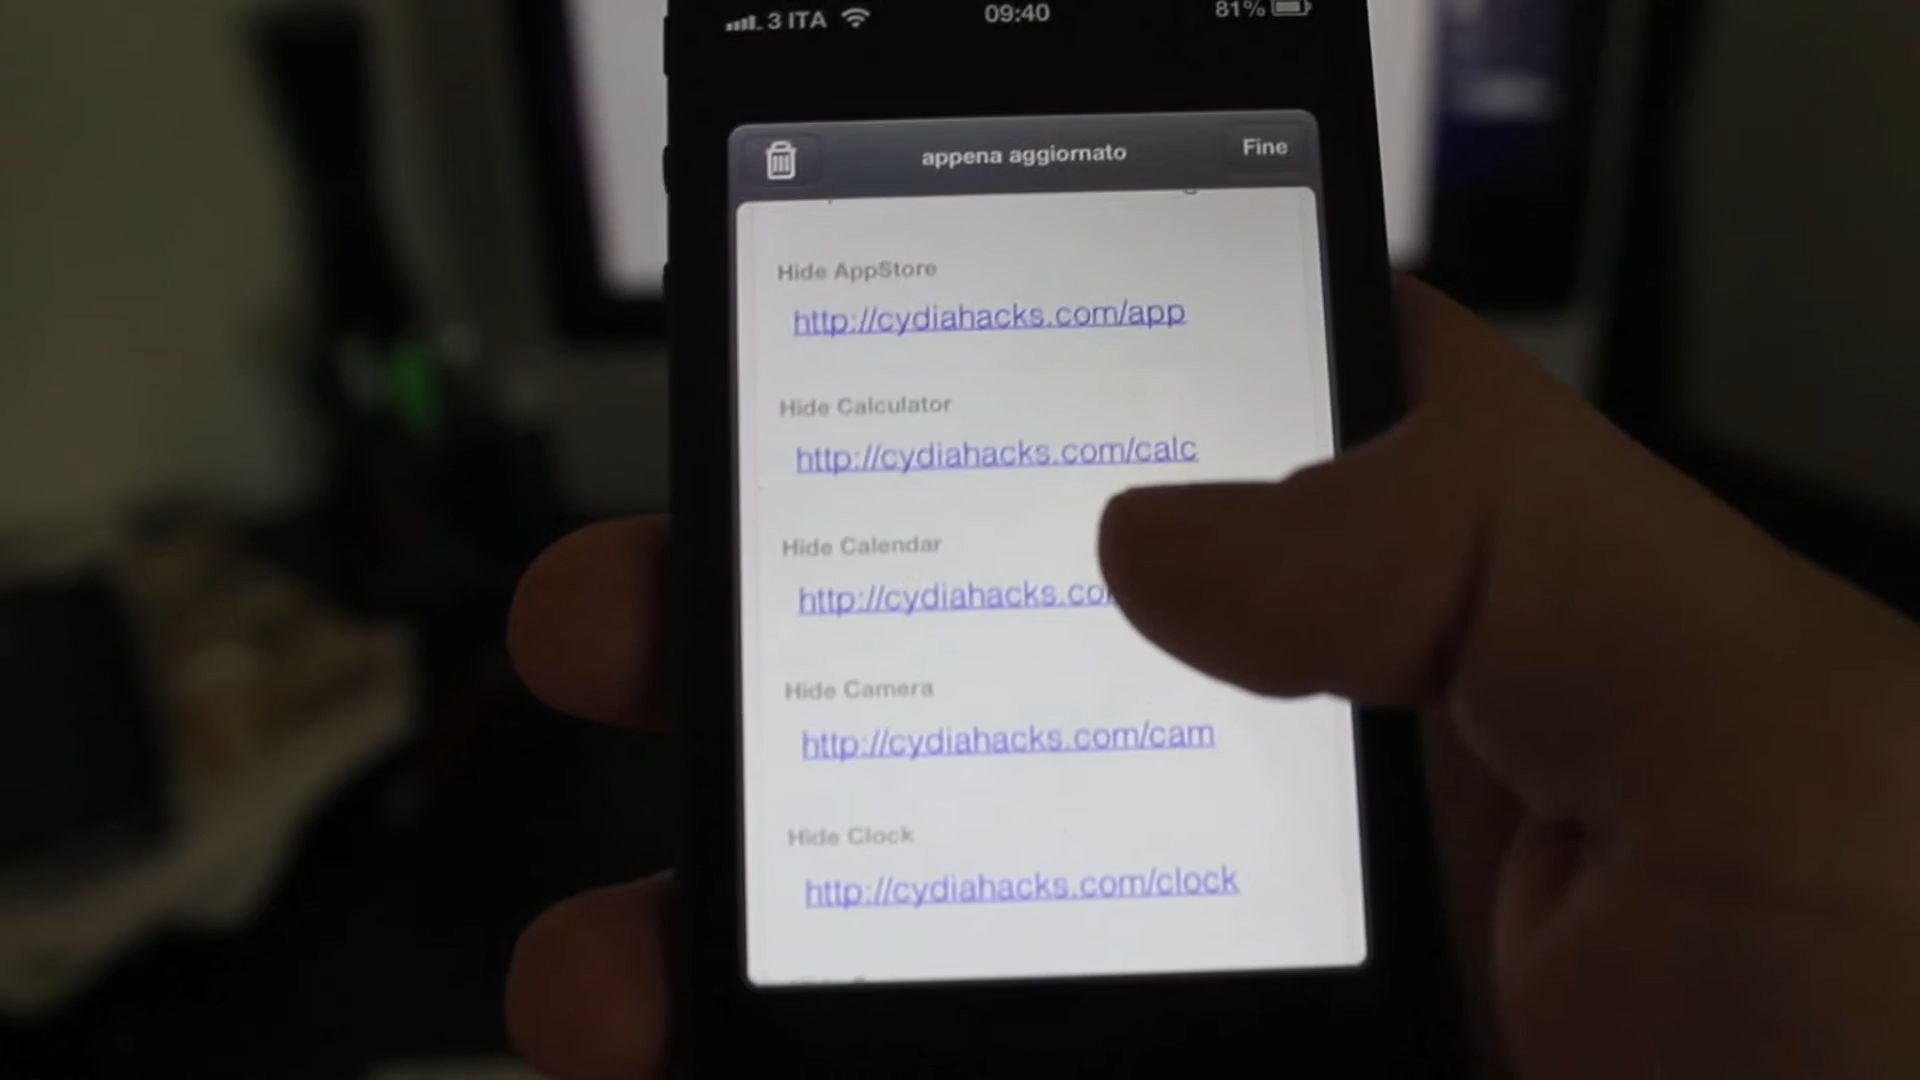 3 ITA 09:40 81%
appena aggiornato Fine
Hide AppStore
http://cydiahacks.com/app
Hide Calculator
http://cydiahacks.com/calc
Hide Calendar
http://cydiahacks.co
Hide Camera
http://cydiahacks.com/cam
Hide Clock
http://cydiahacks.com/clock